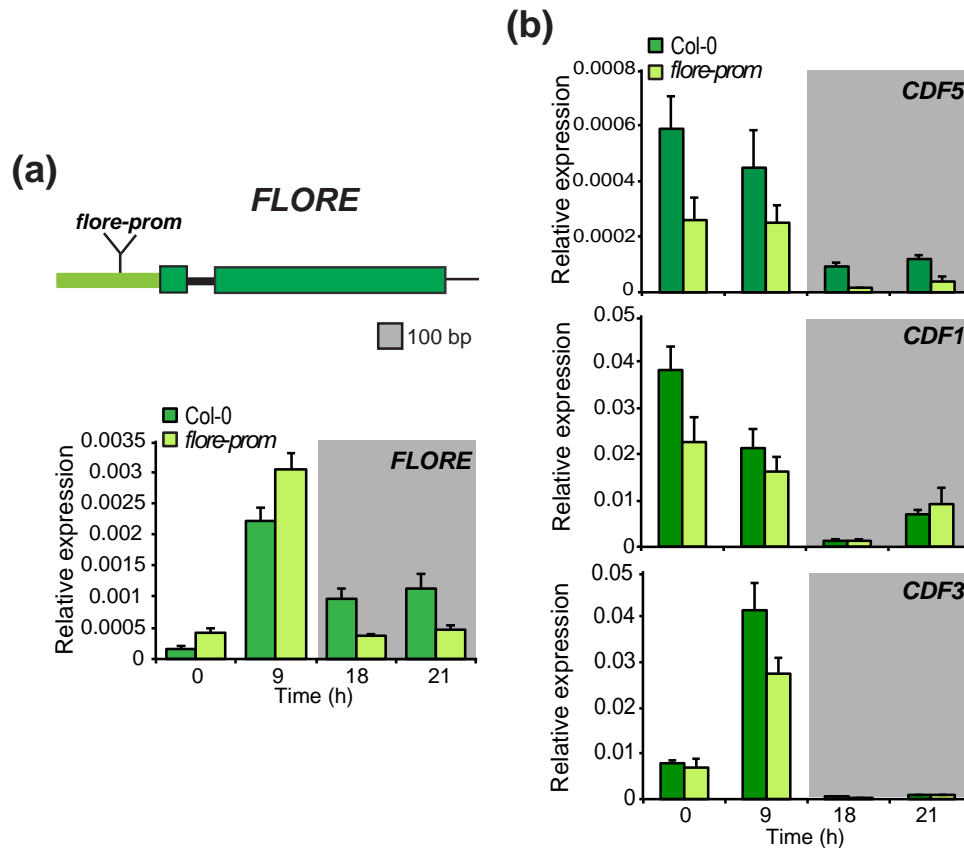 (a)
FLORE
flore-prom
100 bp
Col-0
flore-prom
FLORE
Relative expression
0.0035
0.003
0.0025
0.002
0.0015
0.001
0.0005
0
0 9 18 21
Time (h)
(b)
Col-0
flore-prom
CDF5
Relative expression
0.0008
0.0006
0.0004
0.0002
0
CDF1
Relative expression
0.05
0.04
0.03
0.02
0.01
0
CDF3
Relative expression
0.05
0.04
0.03
0.02
0.01
0
0 9 18 21
Time (h)